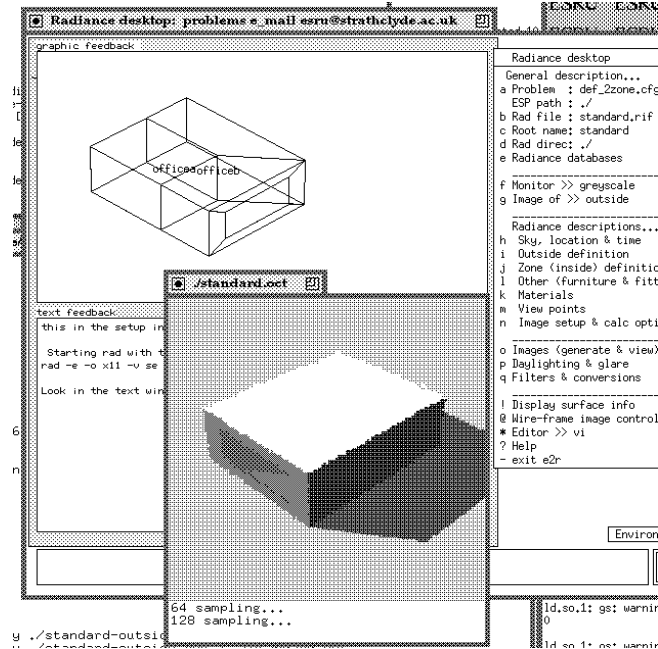 Radiance desktop: problems e_mail esru@strathclyde.ac.uk
graphic feedback
officea officeb
Radiance desktop
General description...
a Problem : def_2zone.cfg
ESP path : ./
b Rad file : standard.rif
c Root name: standard
d Rad direc: ./
e Radiance databases
f Monitor >> greyscale
g Image of >> outside
Radiance descriptions...
h Sky, location & time
i Outside definition
j Zone (inside) definitio
l Other (furniture & fitt
k Materials
m View points
n Image setup & calc opti
o Images (generate & view)
p Daylighting & glare
q Filters & conversions
! Display surface info
@ Wire-frame image control
* Editor >> vi
? Help
- exit e2r
./standard.oct
text feedback
this in the setup in
Starting rad with t
rad -e -o x11 -v se
Look in the text win
Environ
64 sampling...
128 sampling...
y ./standard-outsid
ld.so.1: gs: warnin
0
ld.so.1: gs: warnin